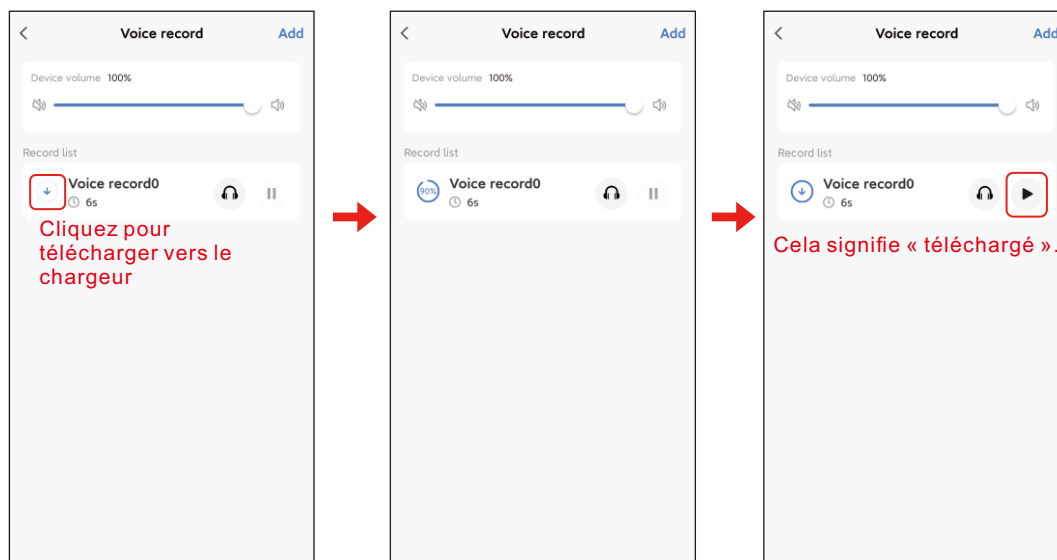 Voice record Add
Device volume 100%
Record list
Voice record0
6s
Cliquez pour
télécharger vers le
chargeur
Voice record Add
Device volume 100%
Record list
90% Voice record0
6s
Voice record Add
Device volume 100%
Record list
Voice record0
6s
Cela signifie « téléchargé ».